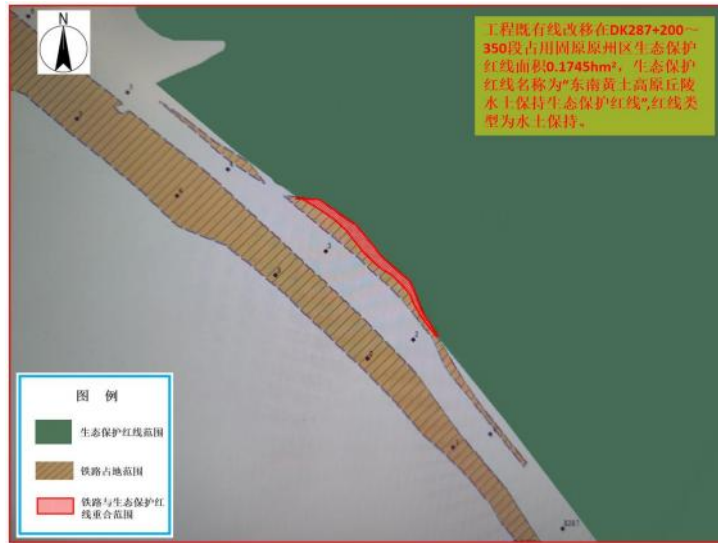 N
工程既有线改移在DK287+200～
350段占用固原原州区生态保护
红线面积0.1745hm²，生态保护
红线名称为“东南黄土高原丘陵
水土保持生态保护红线”,红线类
型为水土保持。
图 例
生态保护红线范围
铁路占地范围
铁路与生态保护红
线重合范围